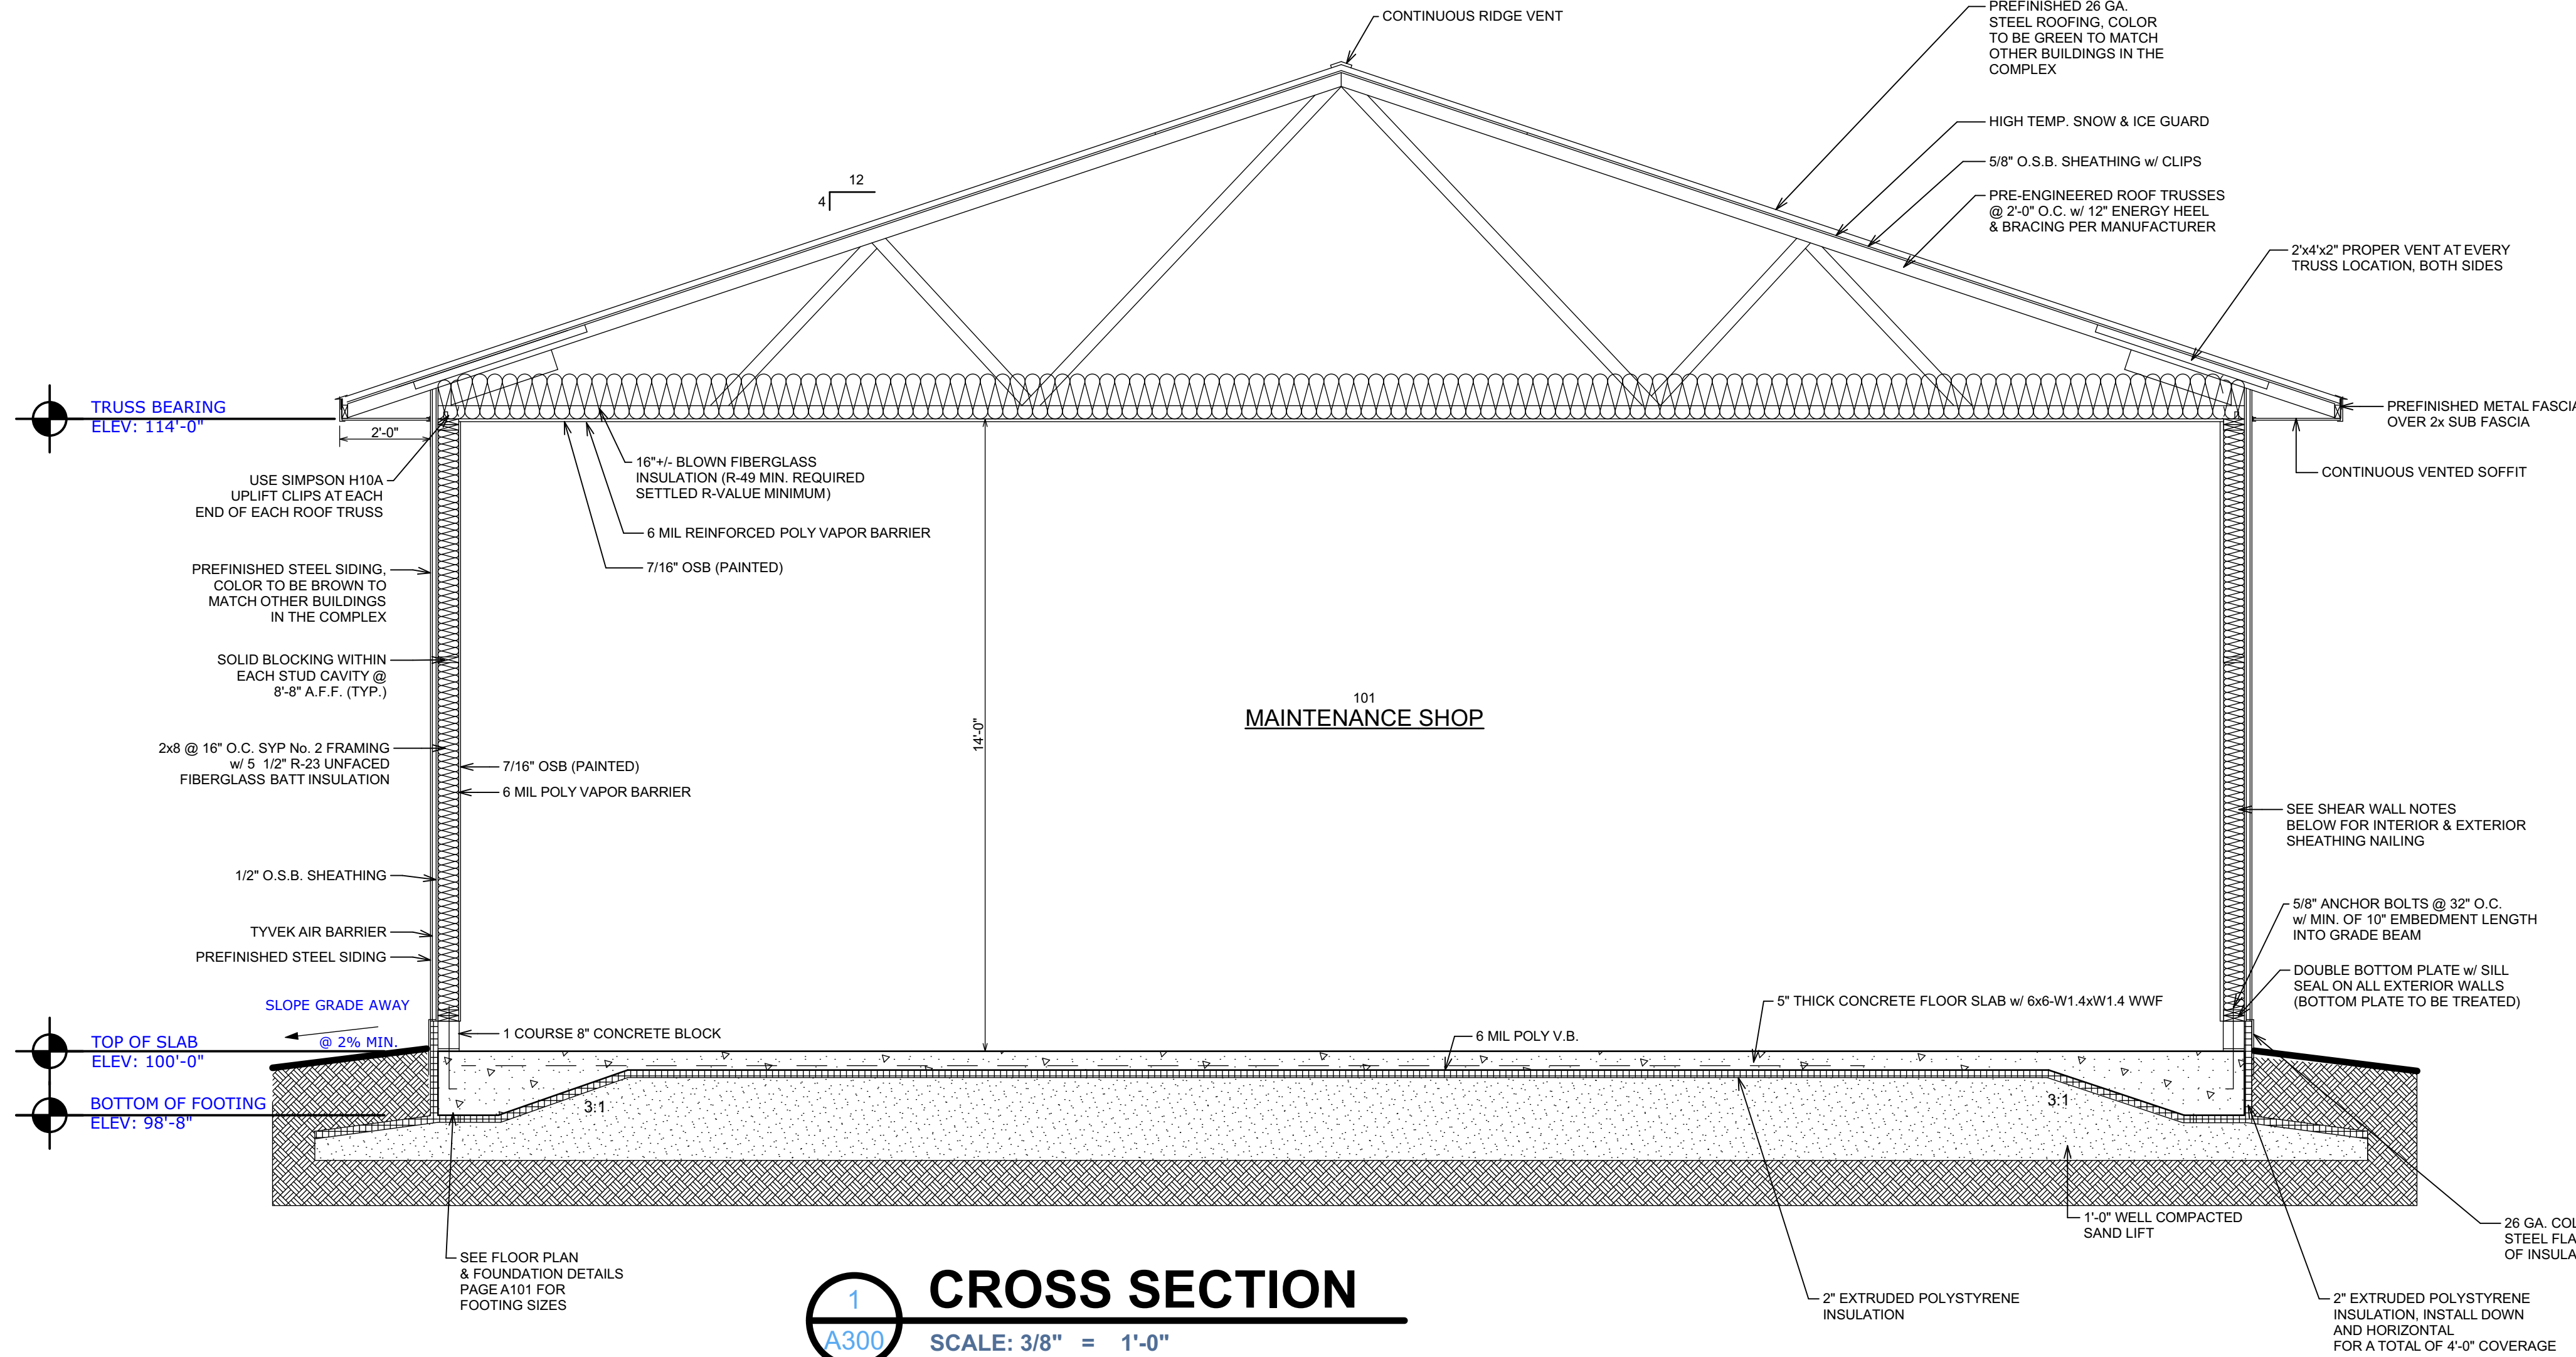 CONTINUOUS RIDGE VENT
PREFINISHED 26 GA.
STEEL ROOFING, COLOR
TO BE GREEN TO MATCH
OTHER BUILDINGS IN THE
COMPLEX
HIGH TEMP. SNOW & ICE GUARD
5/8" O.S.B. SHEATHING w/ CLIPS
PRE-ENGINEERED ROOF TRUSSES
@ 2'-0" O.C. w/ 12" ENERGY HEEL
& BRACING PER MANUFACTURER
2'x4'x2" PROPER VENT AT EVERY
TRUSS LOCATION, BOTH SIDES
12
4
TRUSS BEARING
ELEV: 114'-0"
2'-0"
PREFINISHED METAL FASCIA
OVER 2x SUB FASCIA
CONTINUOUS VENTED SOFFIT
USE SIMPSON H10A
UPLIFT CLIPS AT EACH
END OF EACH ROOF TRUSS
16"+/- BLOWN FIBERGLASS
INSULATION (R-49 MIN. REQUIRED
SETTLED R-VALUE MINIMUM)
6 MIL REINFORCED POLY VAPOR BARRIER
7/16" OSB (PAINTED)
PREFINISHED STEEL SIDING,
COLOR TO BE BROWN TO
MATCH OTHER BUILDINGS
IN THE COMPLEX
SOLID BLOCKING WITHIN
EACH STUD CAVITY @
8'-8" A.F.F. (TYP.)
101
MAINTENANCE SHOP
14'-0"
2x8 @ 16" O.C. SYP No. 2 FRAMING
w/ 5 1/2" R-23 UNFACED
FIBERGLASS BATT INSULATION
7/16" OSB (PAINTED)
6 MIL POLY VAPOR BARRIER
SEE SHEAR WALL NOTES
BELOW FOR INTERIOR & EXTERIOR
SHEATHING NAILING
1/2" O.S.B. SHEATHING
TYVEK AIR BARRIER
PREFINISHED STEEL SIDING
5/8" ANCHOR BOLTS @ 32" O.C.
w/ MIN. OF 10" EMBEDMENT LENGTH
INTO GRADE BEAM
DOUBLE BOTTOM PLATE w/ SILL
SEAL ON ALL EXTERIOR WALLS
(BOTTOM PLATE TO BE TREATED)
SLOPE GRADE AWAY
@ 2% MIN.
TOP OF SLAB
ELEV: 100'-0"
1 COURSE 8" CONCRETE BLOCK
5" THICK CONCRETE FLOOR SLAB w/ 6x6-W1.4xW1.4 WWF
6 MIL POLY V.B.
BOTTOM OF FOOTING
ELEV: 98'-8"
3:1
3:1
SEE FLOOR PLAN
& FOUNDATION DETAILS
PAGE A101 FOR
FOOTING SIZES
1'-0" WELL COMPACTED
SAND LIFT
26 GA. COL
STEEL FLA
OF INSULA
2" EXTRUDED POLYSTYRENE
INSULATION
2" EXTRUDED POLYSTYRENE
INSULATION, INSTALL DOWN
AND HORIZONTAL
FOR A TOTAL OF 4'-0" COVERAGE
1
A300
CROSS SECTION
SCALE: 3/8" = 1'-0"